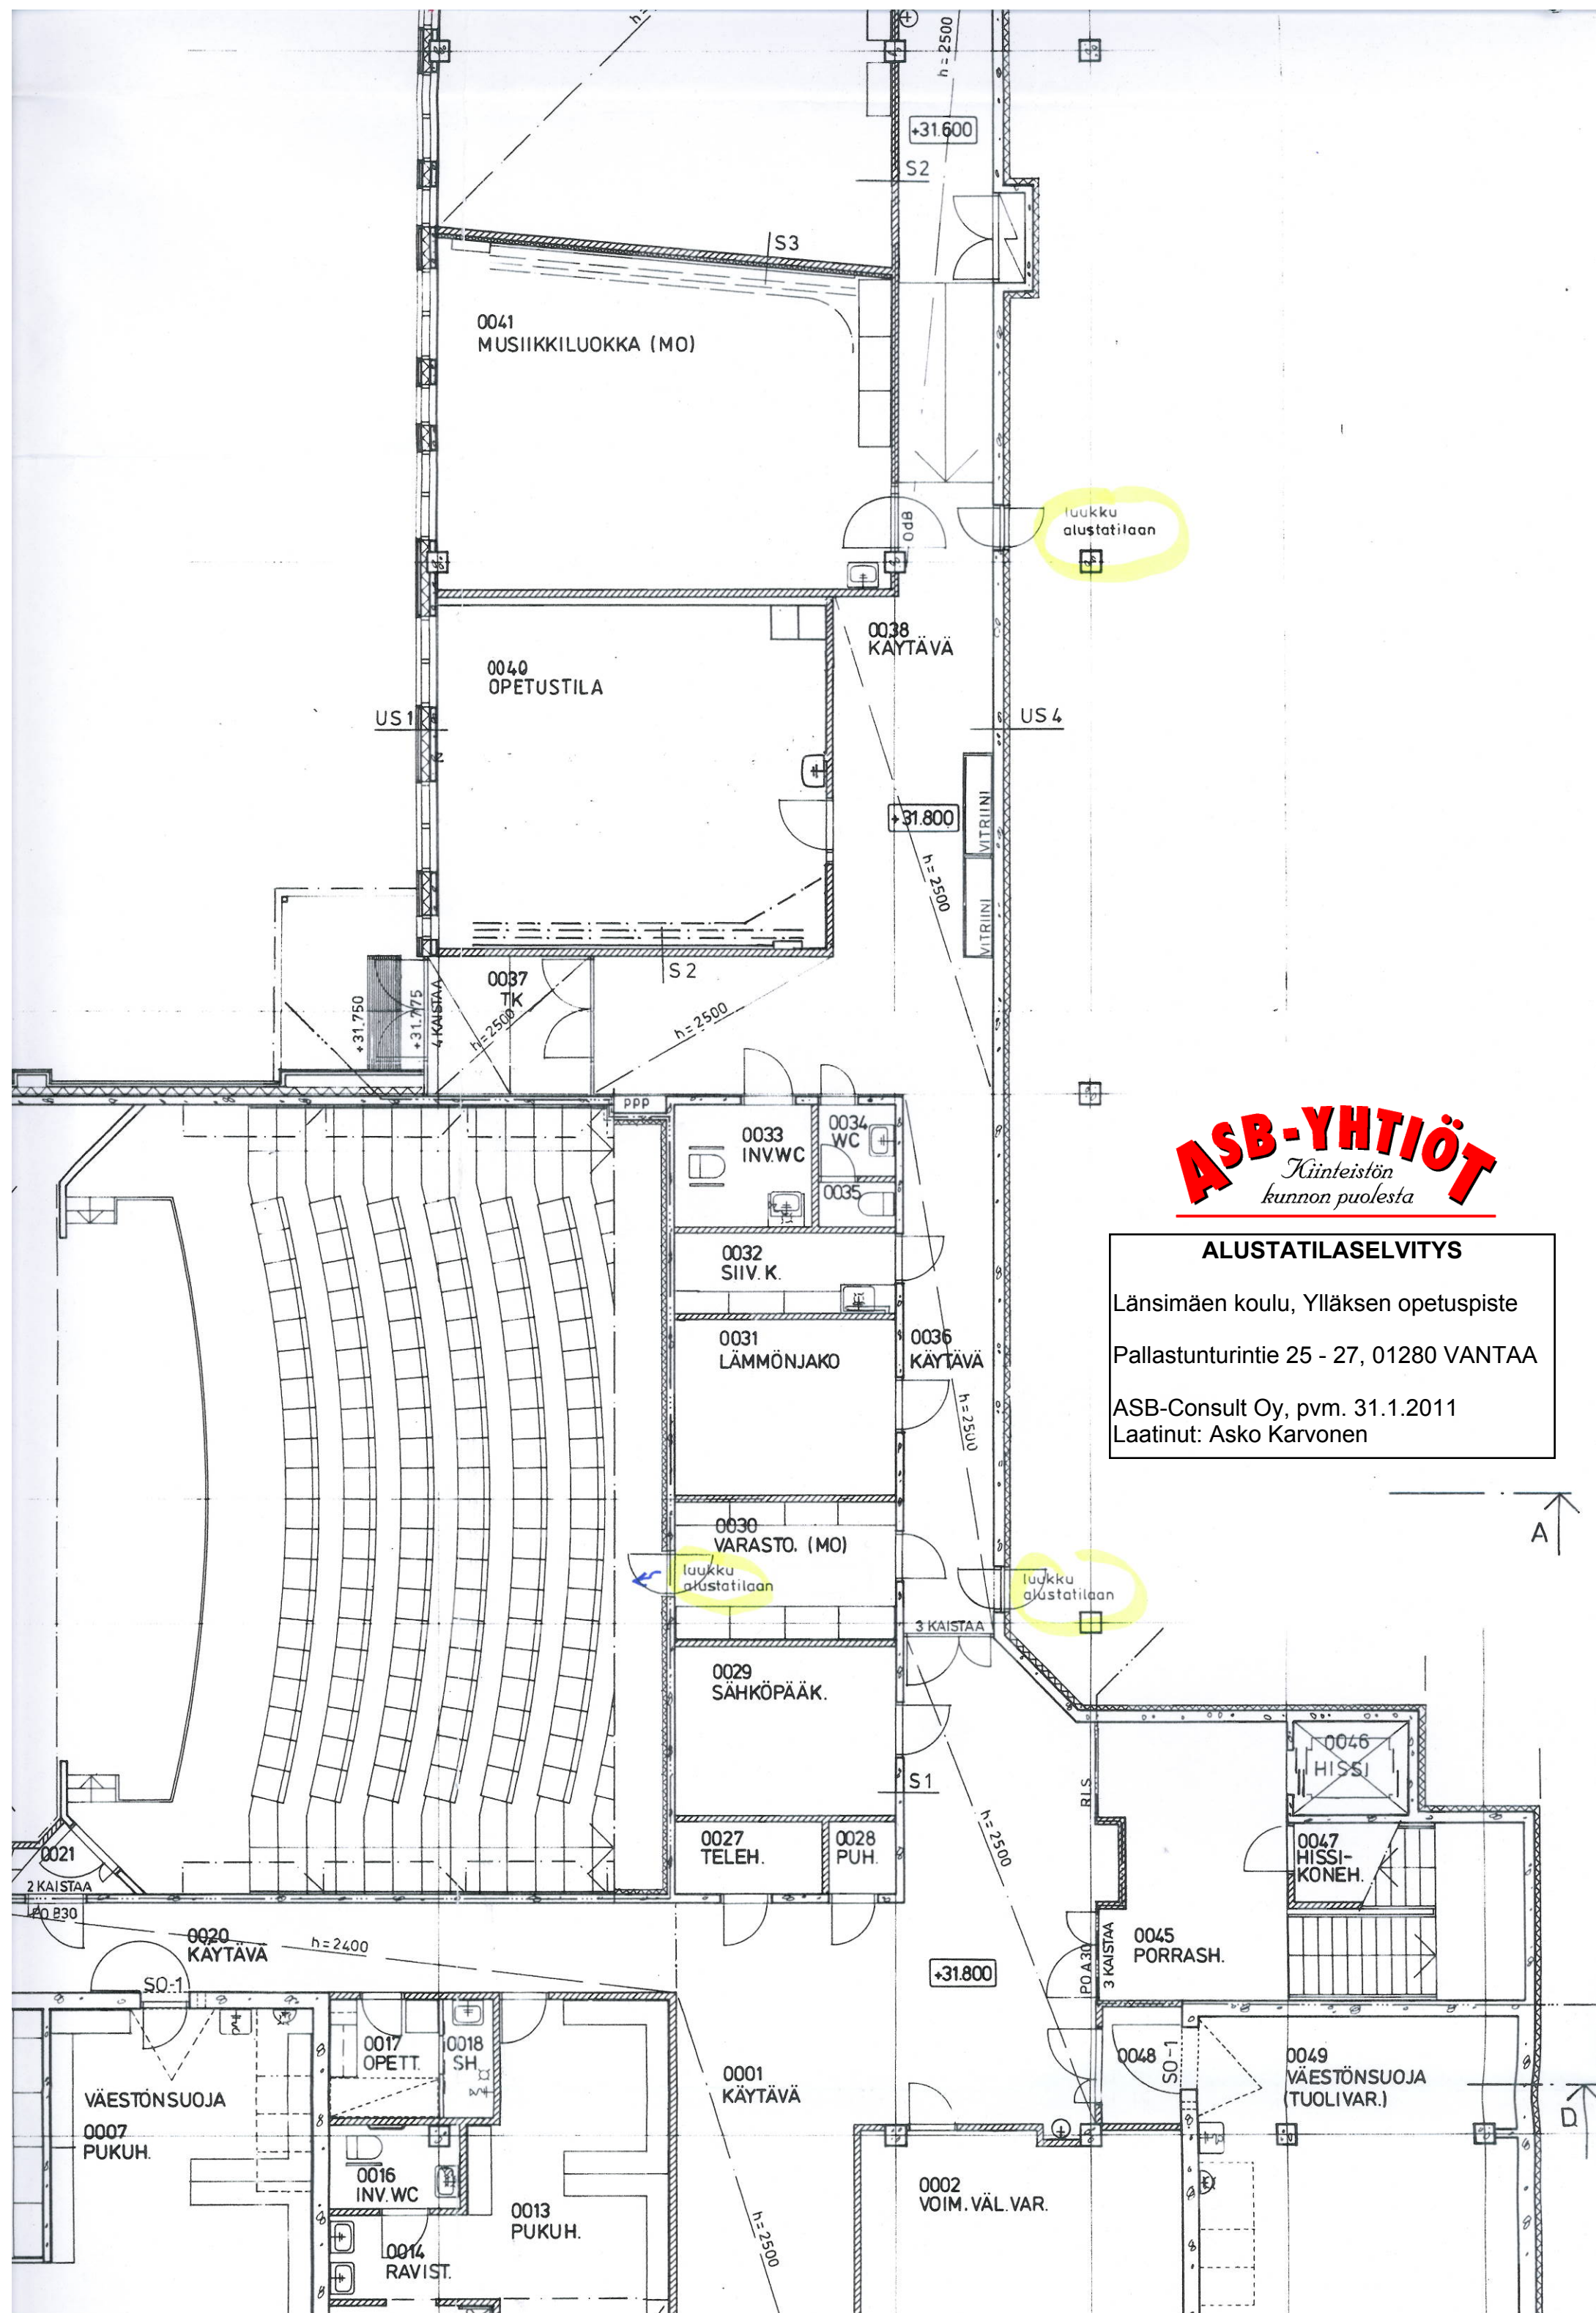 h=2500
+31.600
S2
S3
0041
MUSIIKKILUOKKA (MO)
0dB
luukku
alustatilaan
0038
KÄYTÄVÄ
0040
OPETUSTILA
US 1
US 4
VITRIINI
+31.800
h=2500
VITRIINI
S 2
0037
TK
+31.750
+31.775
4 KAISTAA
h=2500
h=2500
PPP
0033
INV.WC
0034
WC
0035
ASB-YHTIÖT
Kiinteistön
kunnon puolesta
0032
SIIV. K.
ALUSTATILASELVITYS
Länsimäen koulu, Ylläksen opetuspiste
Pallastunturintie 25 - 27, 01280 VANTAA
ASB-Consult Oy, pvm. 31.1.2011
Laatinut: Asko Karvonen
0031
LÄMMÖNJAKO
0036
KÄYTÄVÄ
h=2500
A
0030
VARASTO. (MO)
luukku
alustatilaan
luukku
alustatilaan
3 KAISTAA
0029
SÄHKÖPÄÄK.
S1
RLS
0046
HISSI
h=2500
0027
TELEH.
0028
PUH.
0047
HISSI-
KONEH.
0021
2 KAISTAA
0020
KÄYTÄVÄ
h=2400
SO-1
+31.800
PO A30
3 KAISTAA
0045
PORRASH.
0017
OPETT.
0018
SH.
0048
SO-1
0049
VÄESTÖNSUOJA
(TUOLIVAR.)
0001
KÄYTÄVÄ
VÄESTÖNSUOJA
0007
PUKUH.
D
0016
INV.WC
0013
PUKUH.
0002
VOIM.VÄL.VAR.
0014
RAVIST.
h=2500